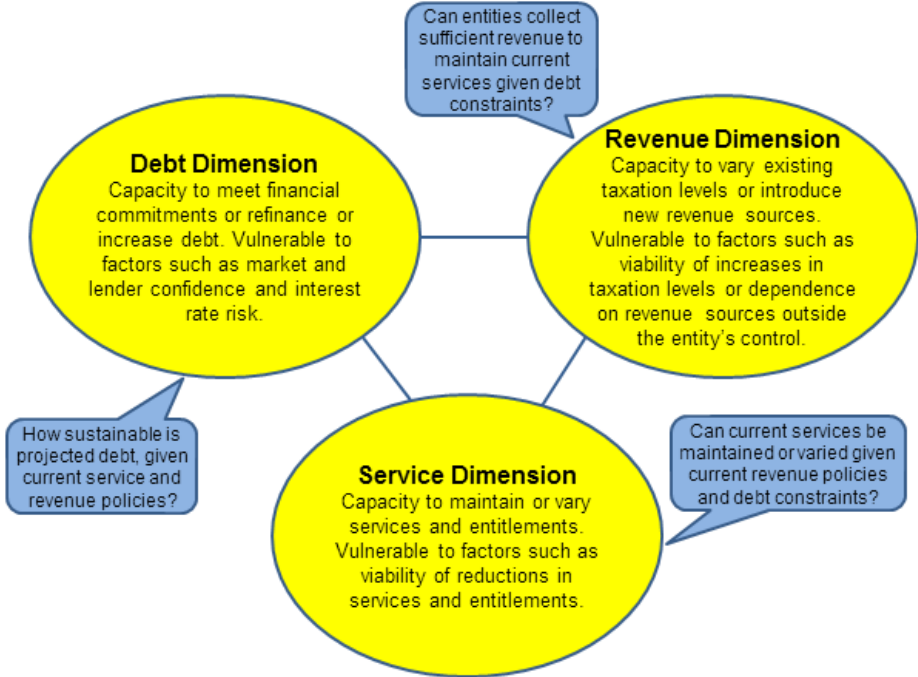 Can entities collect
sufficient revenue to
maintain current
services given debt
constraints?
Debt Dimension
Capacity to meet financial
commitments or refinance or
increase debt. Vulnerable to
factors such as market and
lender confidence and interest
rate risk.
Revenue Dimension
Capacity to vary existing
taxation levels or introduce
new revenue sources.
Vulnerable to factors such as
viability of increases in
taxation levels or dependence
on revenue sources outside
the entity's control.
How sustainable is
projected debt, given
current service and
revenue policies?
Service Dimension
Capacity to maintain or vary
services and entitlements.
Vulnerable to factors such as
viability of reductions in
services and entitlements.
Can current services be
maintained or varied given
current revenue policies
and debt constraints?